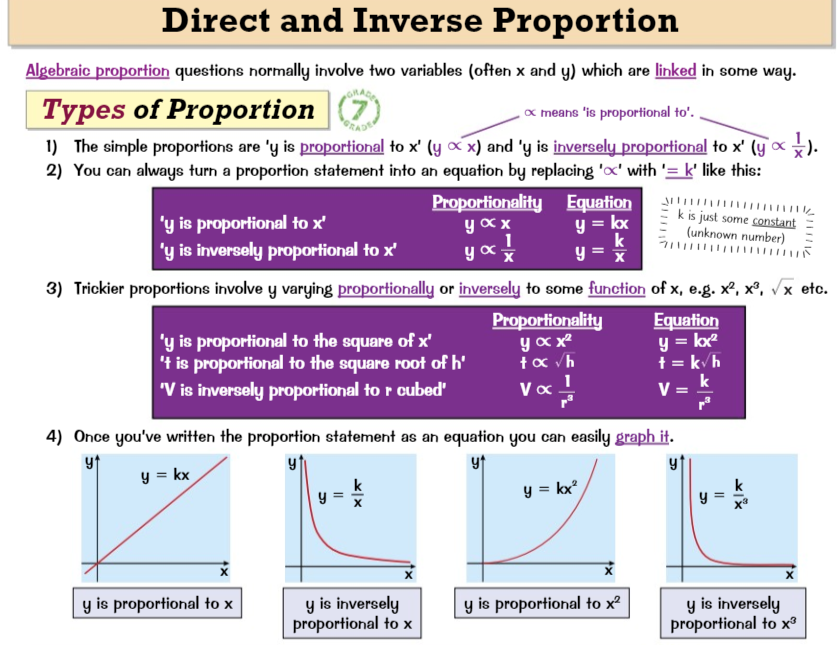 Direct and Inverse Proportion
Algebraic proportion questions normally involve two variables (often x and y) which are linked in some way.
Types of Proportion
GRADE 7 GRADE
∝ means 'is proportional to'.
1) The simple proportions are 'y is proportional to x' (y ∝ x) and 'y is inversely proportional to x' (y ∝ 1/x).
2) You can always turn a proportion statement into an equation by replacing '∝' with '= k' like this:
Proportionality Equation
'y is proportional to x' y ∝ x y = kx
'y is inversely proportional to x' y ∝ 1/x y = k/x
k is just some constant
(unknown number)
3) Trickier proportions involve y varying proportionally or inversely to some function of x, e.g. x², x³, √x etc.
Proportionality Equation
'y is proportional to the square of x' y ∝ x² y = kx²
't is proportional to the square root of h' t ∝ √h t = k√h
'V is inversely proportional to r cubed' V ∝ 1/r³ V = k/r³
4) Once you've written the proportion statement as an equation you can easily graph it.
y y = kx x
y y = k/x x
y y = kx² x
y y = k/x³ x
y is proportional to x
y is inversely
proportional to x
y is proportional to x²
y is inversely
proportional to x³